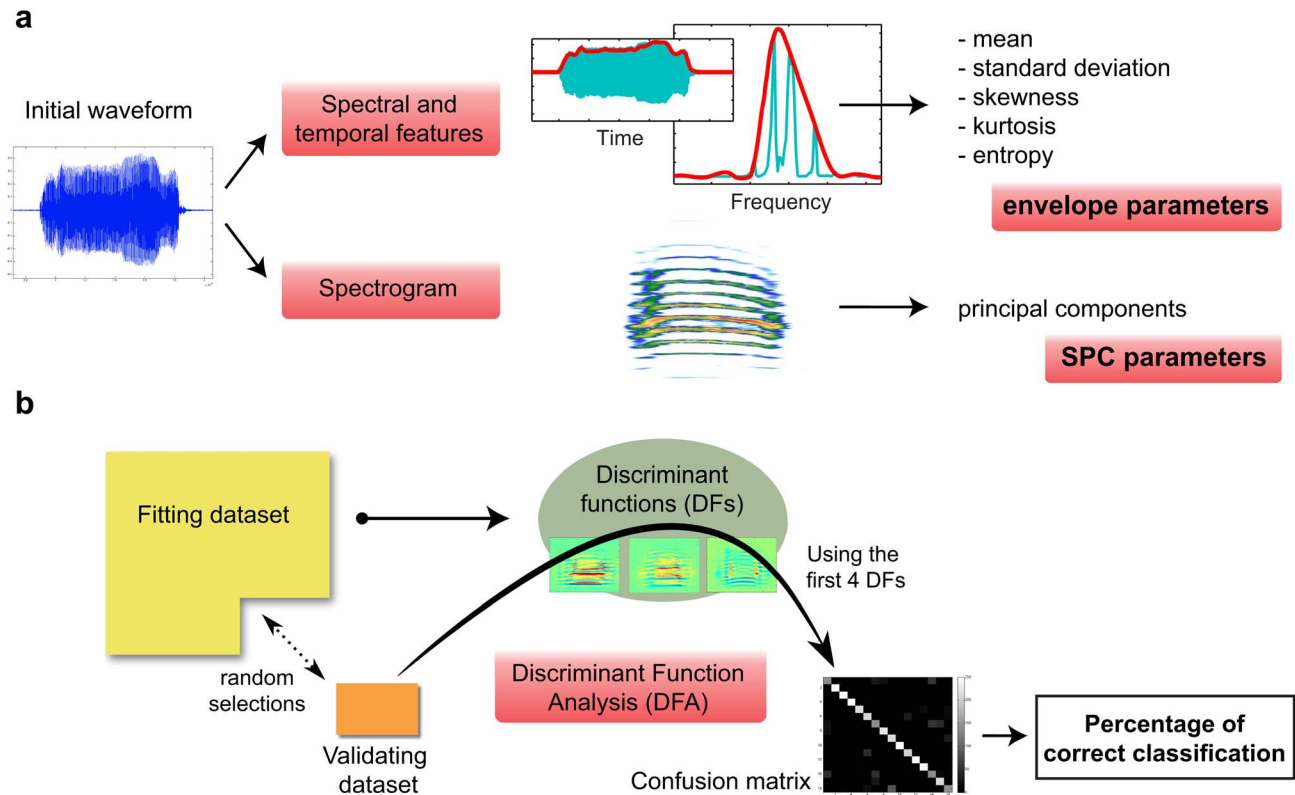 a
Initial waveform
Spectral and
temporal features
Time
Frequency
- mean
- standard deviation
- skewness
- kurtosis
- entropy
envelope parameters
Spectrogram
principal components
SPC parameters
b
Fitting dataset
random
selections
Validating
dataset
Discriminant
functions (DFs)
Using the
first 4 DFs
Discriminant Function
Analysis (DFA)
Confusion matrix
Percentage of
correct classification